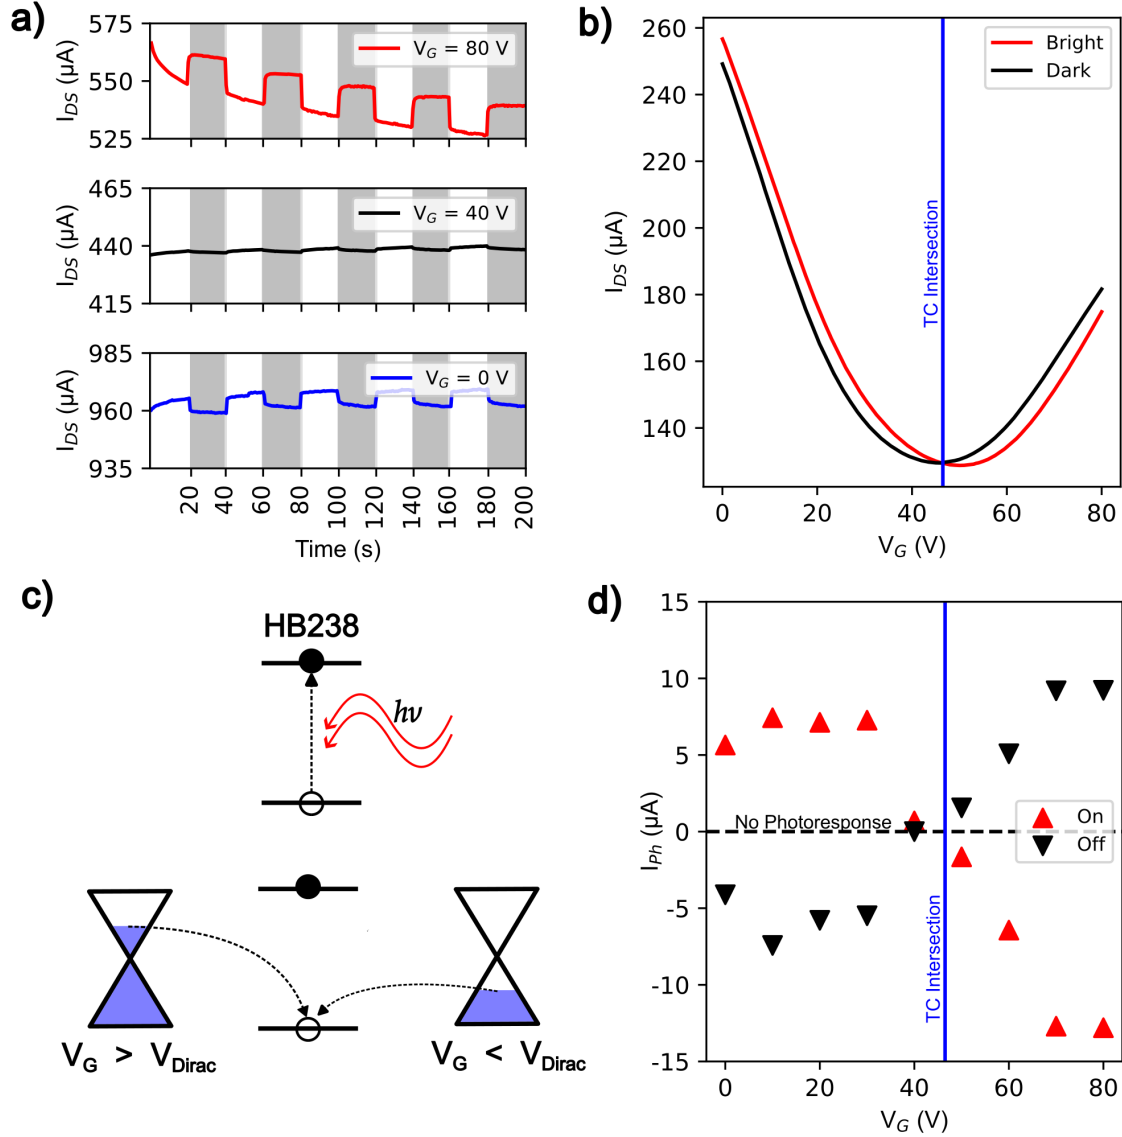 a)
575
550
525
I_DS (μA)
V_G = 80 V
465
440
415
I_DS (μA)
V_G = 40 V
985
960
935
I_DS (μA)
V_G = 0 V
20
40
60
80
100
120
140
160
180
200
Time (s)
b)
260
240
220
200
180
160
140
I_DS (μA)
Bright
Dark
TC Intersection
0
20
40
60
80
V_G (V)
c)
HB238
hν
V_G > V_Dirac
V_G < V_Dirac
d)
15
10
5
0
-5
-10
-15
I_Ph (μA)
No Photoresponse
On
Off
TC Intersection
0
20
40
60
80
V_G (V)